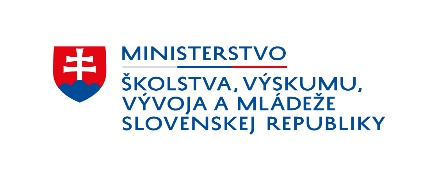 MINISTERSTVO
ŠKOLSTVA, VÝSKUMU,
VÝVOJA A MLÁDEŽE
SLOVENSKEJ REPUBLIKY